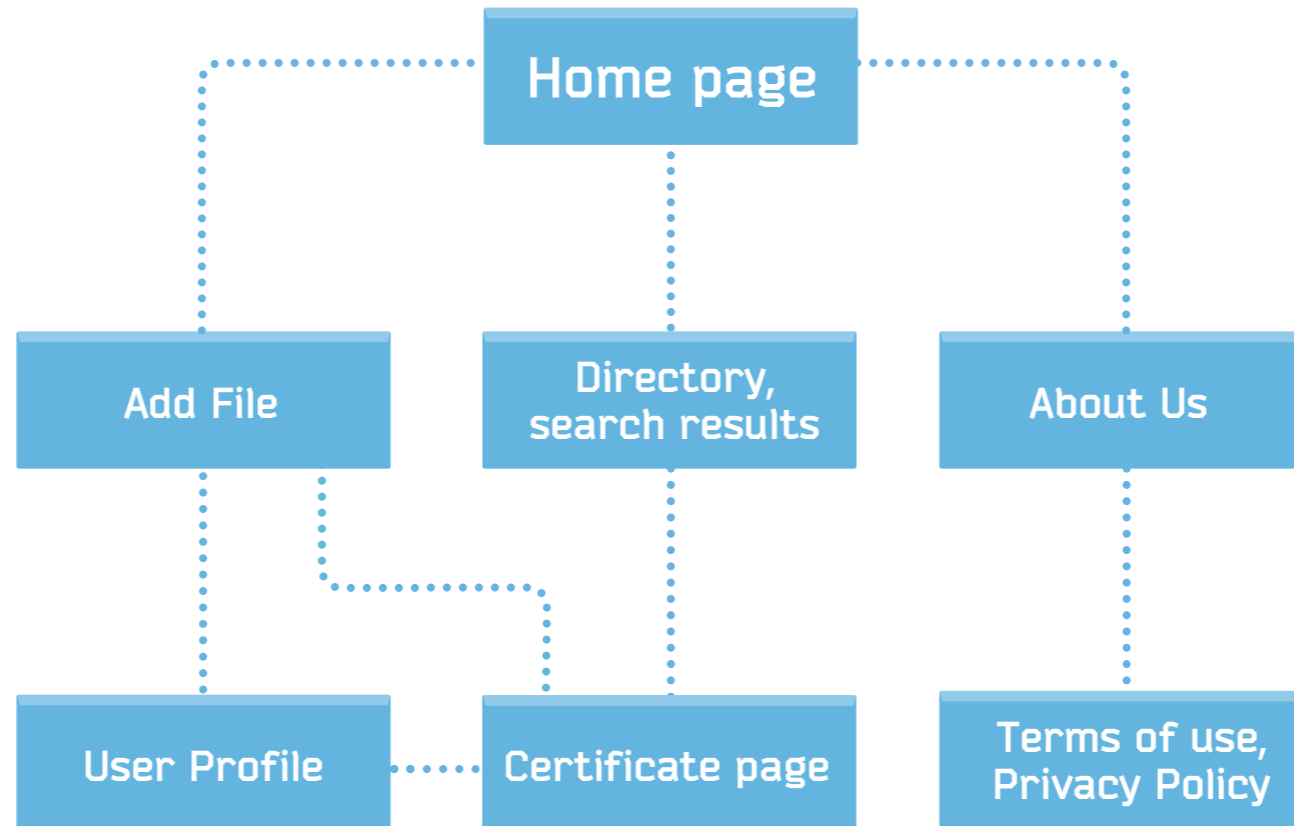 Home page
Add File
Directory,
search results
About Us
User Profile
Certificate page
Terms of use,
Privacy Policy